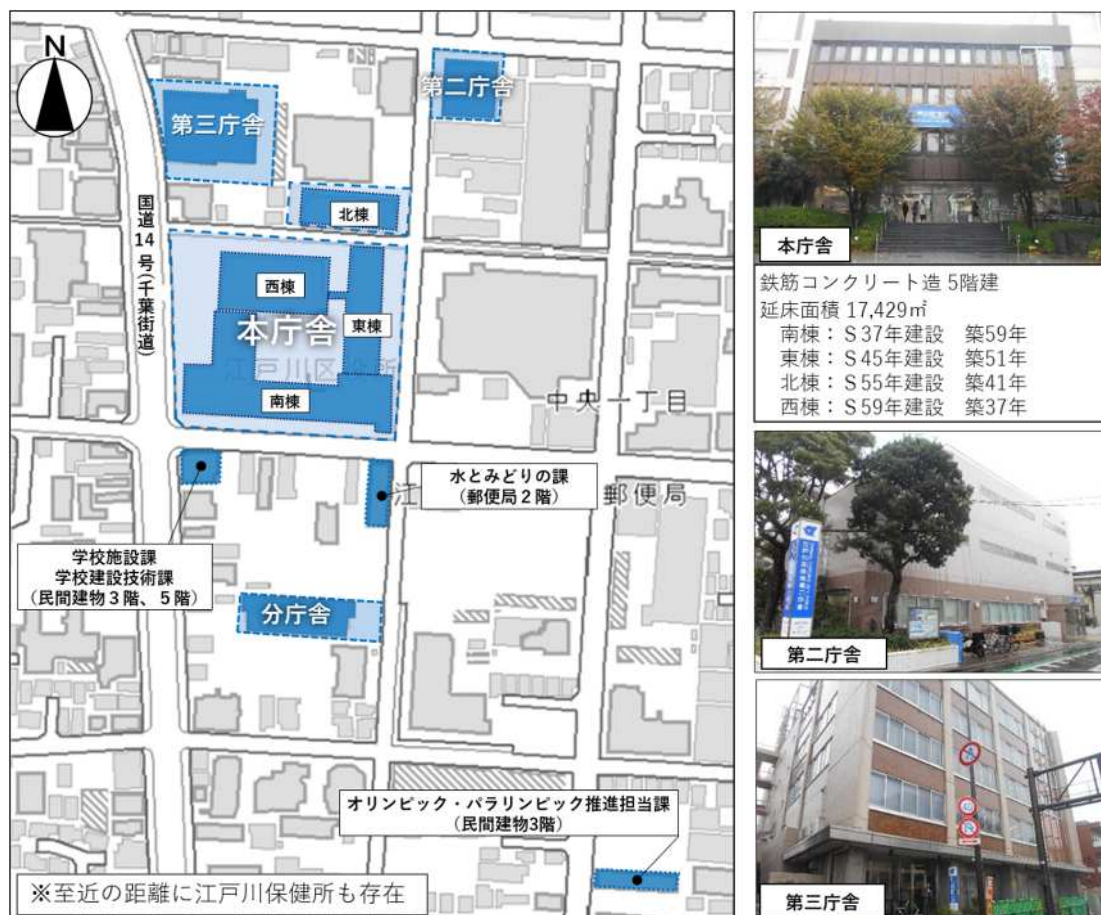 N
第二庁舎
第三庁舎
北棟
国道14号(千葉街道)
西棟
本庁舎
東棟
江戸川区役所
南棟
中央一丁目
水とみどりの課
(郵便局2階)
江
郵便局
学校施設課
学校建設技術課
(民間建物3階、5階)
分庁舎
オリンピック・パラリンピック推進担当課
(民間建物3階)
※至近の距離に江戸川保健所も存在
本庁舎
鉄筋コンクリート造 5階建
延床面積 17,429㎡
南棟:S37年建設 築59年
東棟:S45年建設 築51年
北棟:S55年建設 築41年
西棟:S59年建設 築37年
第二庁舎
第三庁舎